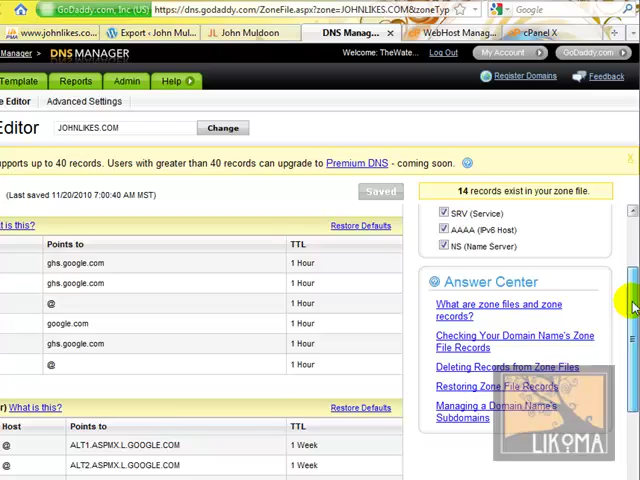 GoDaddy.com, Inc. (US) https://dns.godaddy.com/ZoneFile.aspx?zone=JOHNLIKES.COM&zoneTyp Google
www.johnlikes.co... Export ‹ John Mul... John Muldoon DNS Manag... WebHost Manag... cPanel X
Manager DNS MANAGER Welcome: TheWate... Log Out My Account GoDaddy.com
Template Reports Admin Help Register Domains Feedback
e Editor Advanced Settings
Editor JOHNLIKES.COM Change
upports up to 40 records. Users with greater than 40 records can upgrade to Premium DNS - coming soon.
(Last saved 11/20/2010 7:00:40 AM MST) Saved 14 records exist in your zone file.
at is this? Restore Defaults
Points to TTL
ghs.google.com 1 Hour
ghs.google.com 1 Hour
@ 1 Hour
google.com 1 Hour
ghs.google.com 1 Hour
@ 1 Hour
r) What is this? Restore Defaults
Host Points to TTL
@ ALT1.ASPMX.L.GOOGLE.COM 1 Week
@ ALT2.ASPMX.L.GOOGLE.COM 1 Week
SRV (Service)
AAAA (IPv6 Host)
NS (Name Server)
Answer Center
What are zone files and zone
records?
Checking Your Domain Name's Zone
File Records
Deleting Records from Zone Files
Restoring Zone File Records
Managing a Domain Name's
Subdomains
LIKOMA